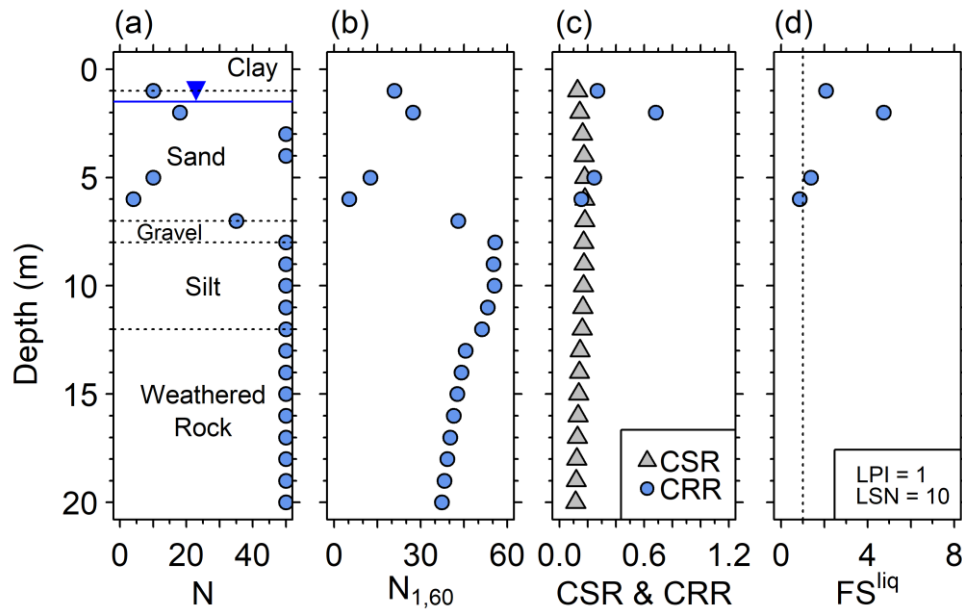 (a)
(b)
(c)
(d)
0
5
10
15
20
Depth (m)
Clay
Sand
Gravel
Silt
Weathered
Rock
CSR
CRR
LPI = 1
LSN = 10
0 20 40
0 30 60
0.0 0.6 1.2
0 4 8
N
N1,60
CSR & CRR
FSliq